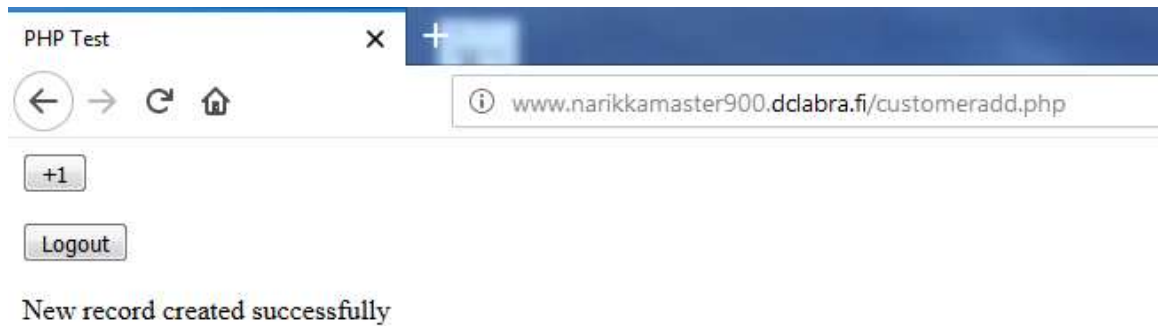 PHP Test
www.narikkamaster900.dclabra.fi/customeradd.php
+1
Logout
New record created successfully